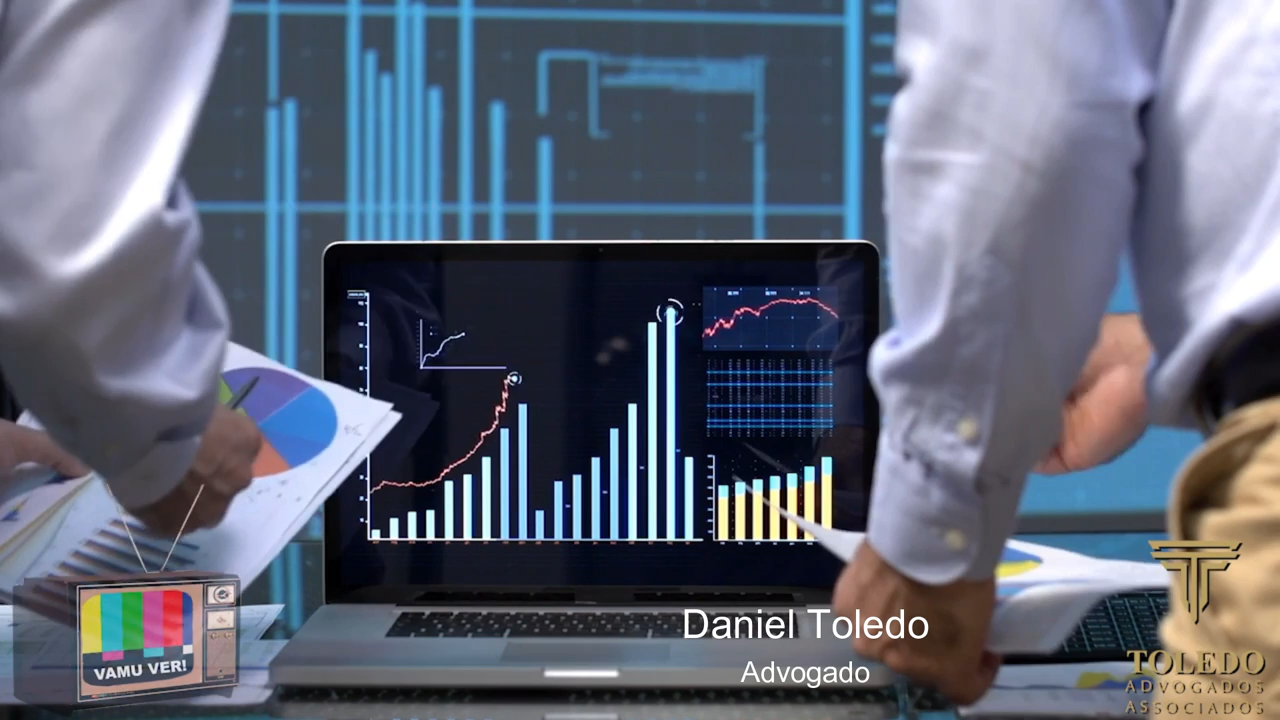 Daniel Toledo
Advogado
VAMU VER!
TOLEDO
ADVOGADOS
ASSOCIADOS